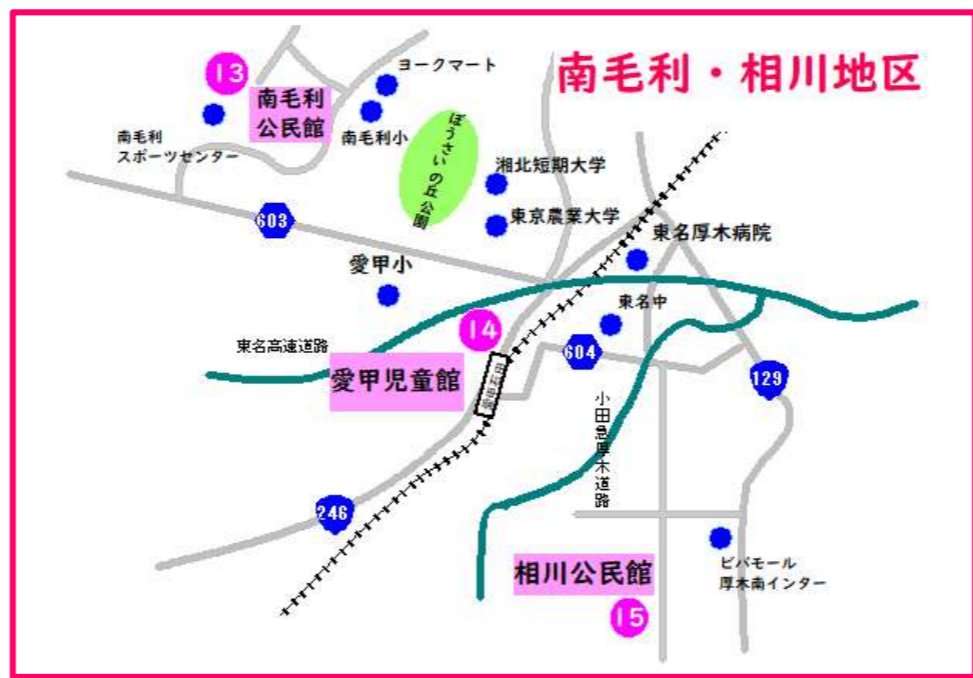 南毛利・相川地区
13
南毛利
公民館
ヨークマート
南毛利小
南毛利
スポーツセンター
ぼうさいの丘公園
湘北短期大学
東京農業大学
603
愛甲小
東名厚木病院
東名中
14
東名高速道路
愛甲児童館
愛甲石田
604
129
小田急厚木道路
246
相川公民館
15
ビバモール
厚木南インター